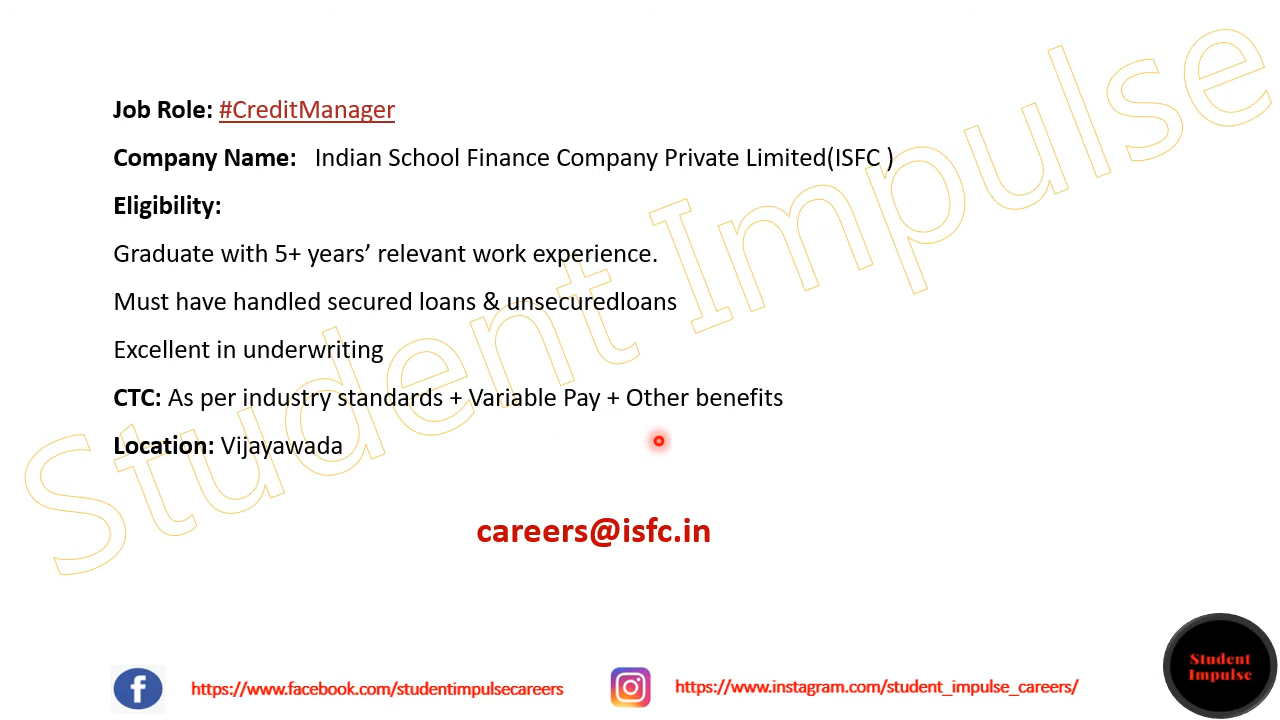 Job Role: #CreditManager
Company Name: Indian School Finance Company Private Limited(ISFC )
Eligibility:
Graduate with 5+ years’ relevant work experience.
Must have handled secured loans & unsecuredloans
Excellent in underwriting
CTC: As per industry standards + Variable Pay + Other benefits
Location: Vijayawada
Student Impulse
careers@isfc.in
https://www.facebook.com/studentimpulsecareers
https://www.instagram.com/student_impulse_careers/
Student
Impulse